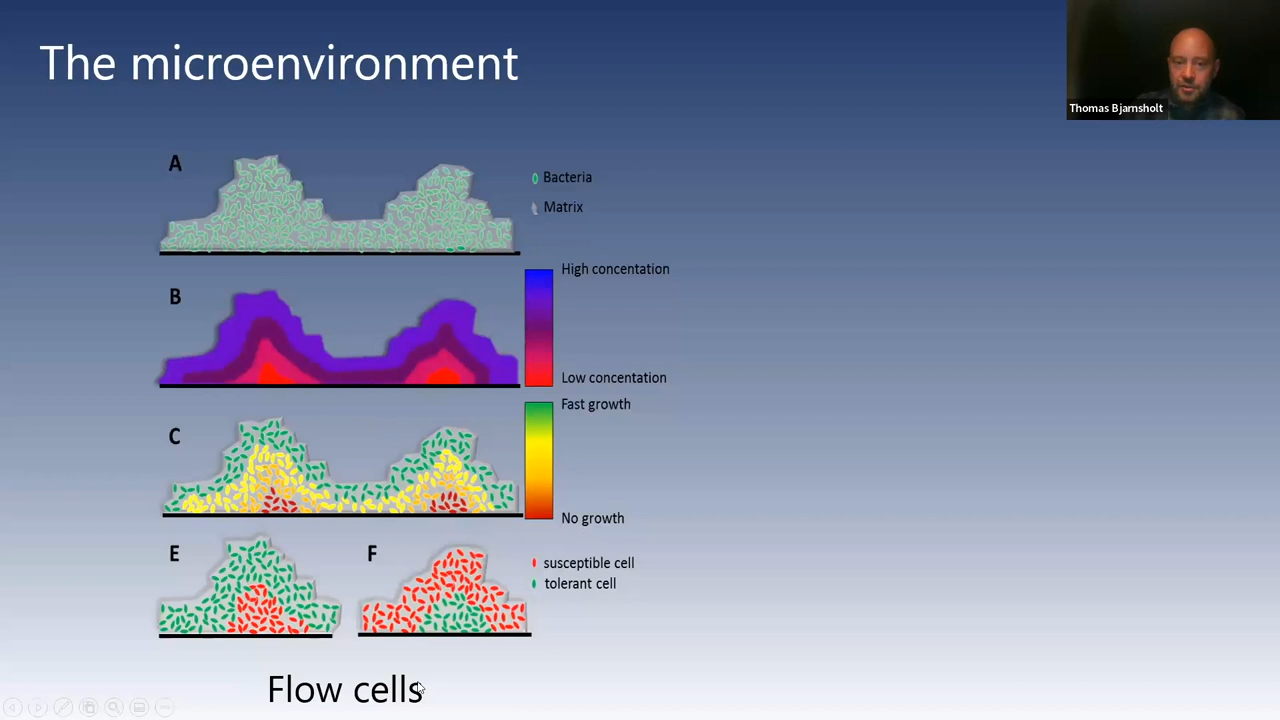 The microenvironment
Thomas Bjarnsholt
A
Bacteria
Matrix
B
High concentation
Low concentration
C
Fast growth
No growth
E
F
susceptible cell
tolerant cell
Flow cells